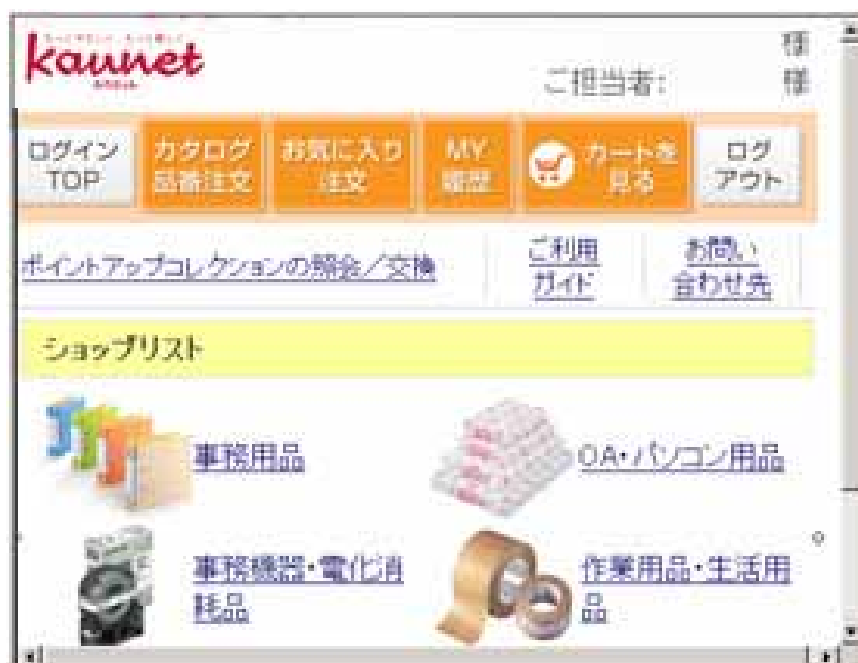 kaunet
様
ご担当者: 様
ログイン
TOP
カタログ
品番注文
お気に入り
注文
MY
履歴
カートを
見る
ログ
アウト
ポイントアップコレクションの照会/交換
ご利用
ガイド
お問い
合わせ先
ショップリスト
事務用品
OA・パソコン用品
事務機器・電化消
耗品
作業用品・生活用
品